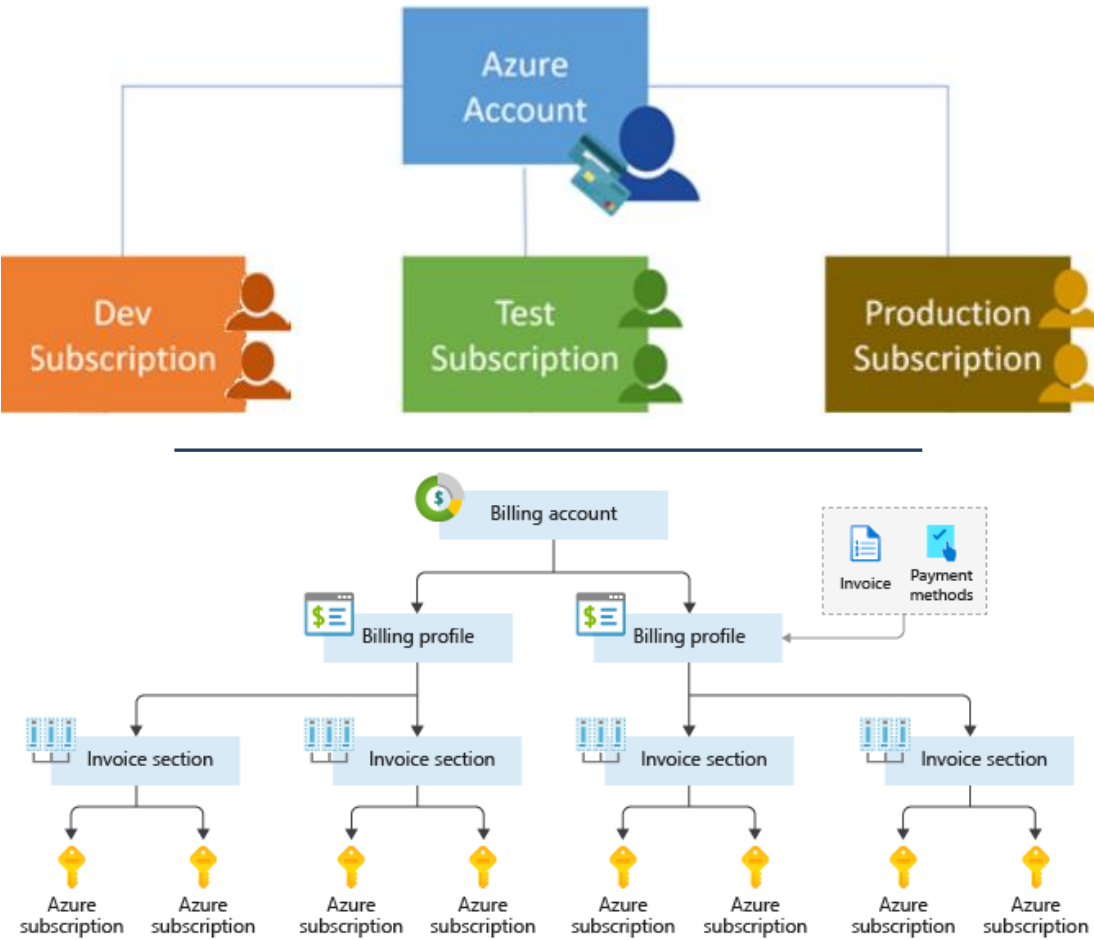 Azure
Account
Dev
Subscription
Test
Subscription
Production
Subscription
Billing account
Invoice
Payment
methods
Billing profile
Billing profile
Invoice section
Invoice section
Invoice section
Invoice section
Azure
subscription
Azure
subscription
Azure
subscription
Azure
subscription
Azure
subscription
Azure
subscription
Azure
subscription
Azure
subscription